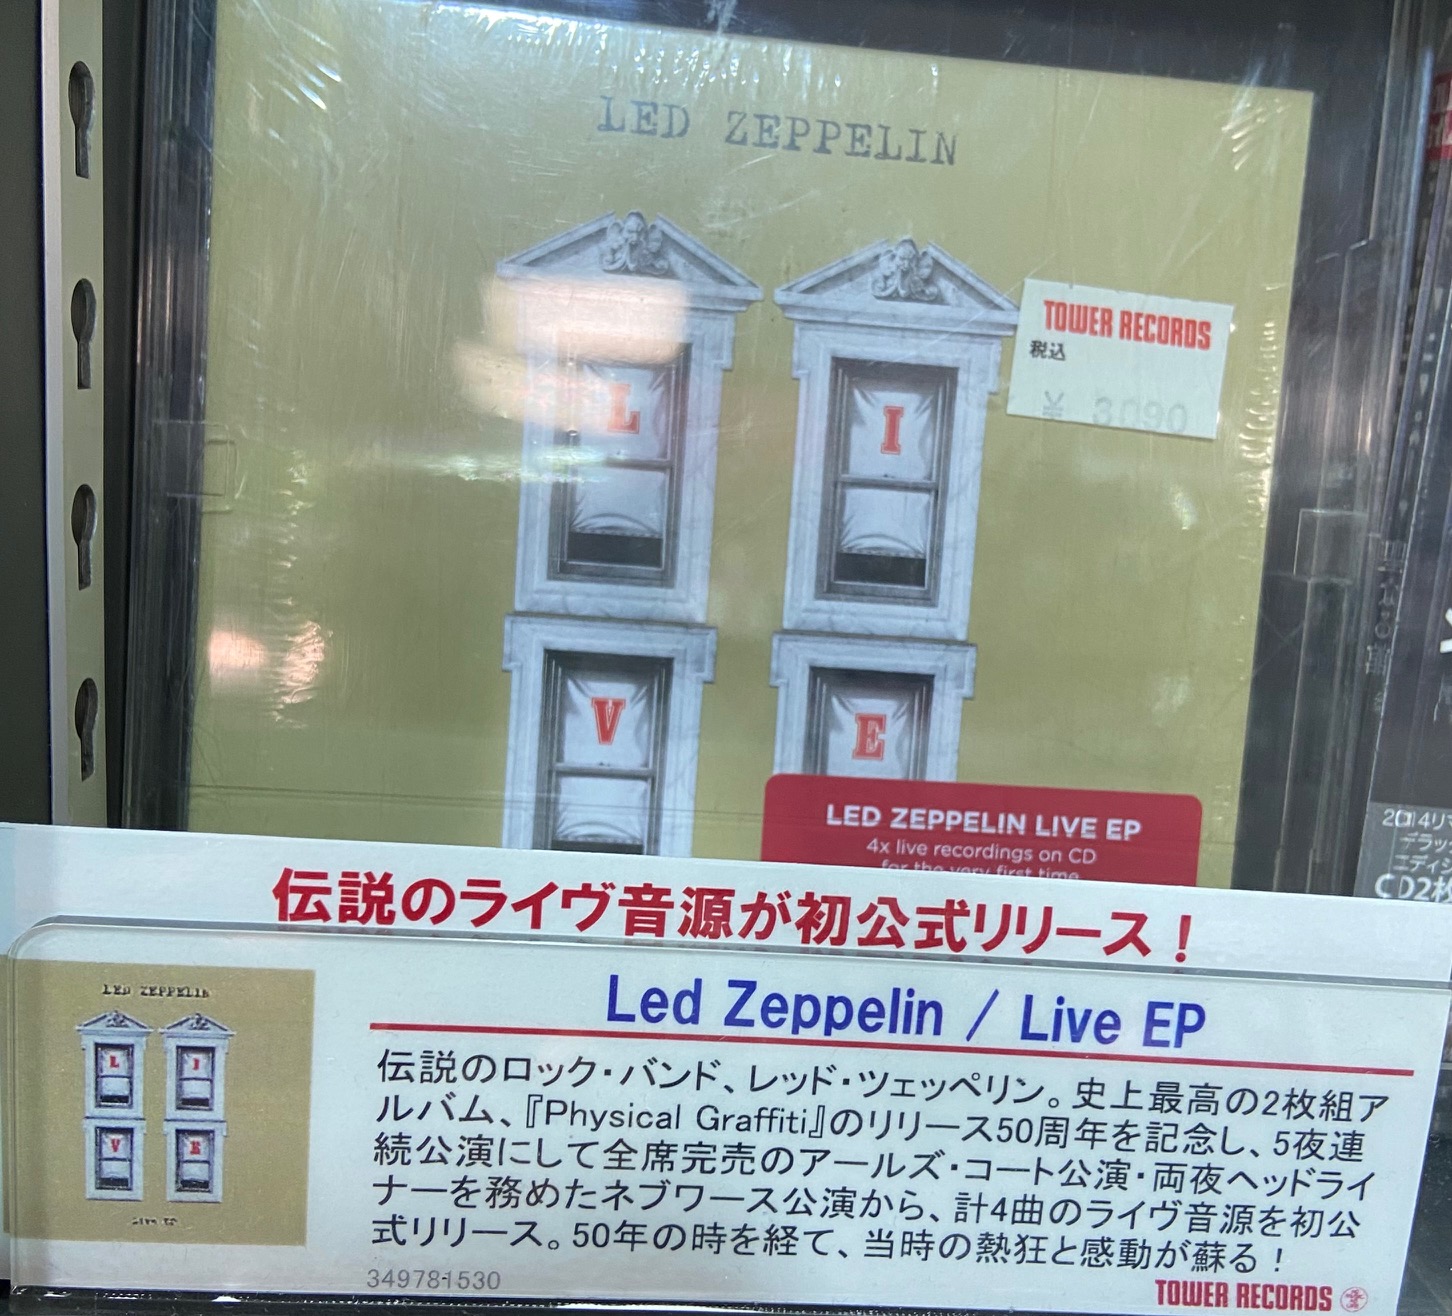 LED ZEPPELIN
TOWER RECORDS
税込
¥ 3,090
L I
V E
LED ZEPPELIN LIVE EP
4x live recordings on CD
for the very first time
2014リマ
デラッ
エディシ
CD2枚
伝説のライヴ音源が初公式リリース！
LED ZEPPELIN
L I
V E
LIVE EP
Led Zeppelin / Live EP
伝説のロック・バンド、レッド・ツェッペリン。史上最高の2枚組ア
ルバム、『Physical Graffiti』のリリース50周年を記念し、5夜連
続公演にして全席完売のアールズ・コート公演・両夜ヘッドライ
ナーを務めたネブワース公演から、計4曲のライヴ音源を初公
式リリース。50年の時を経て、当時の熱狂と感動が蘇る！
349781530
TOWER RECORDS